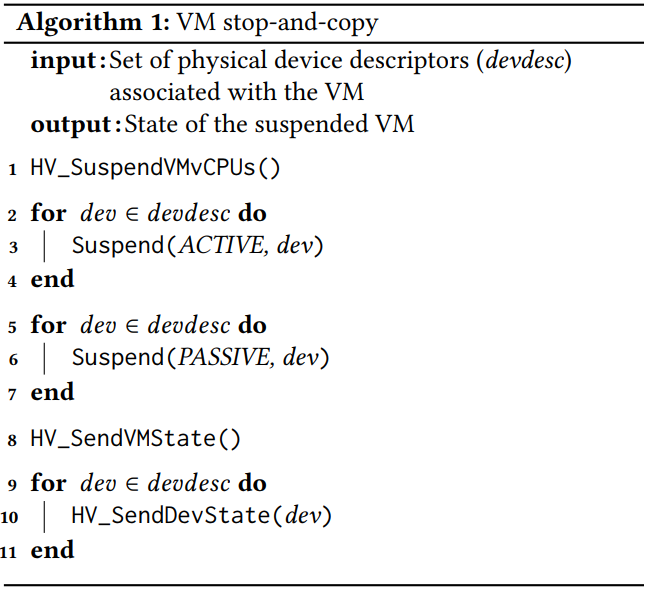 Algorithm 1: VM stop-and-copy
input: Set of physical device descriptors (devdesc)
associated with the VM
output: State of the suspended VM
1 HV_SuspendVMvCPUs()
2 for dev ∈ devdesc do
3 Suspend(ACTIVE, dev)
4 end
5 for dev ∈ devdesc do
6 Suspend(PASSIVE, dev)
7 end
8 HV_SendVMState()
9 for dev ∈ devdesc do
10 HV_SendDevState(dev)
11 end